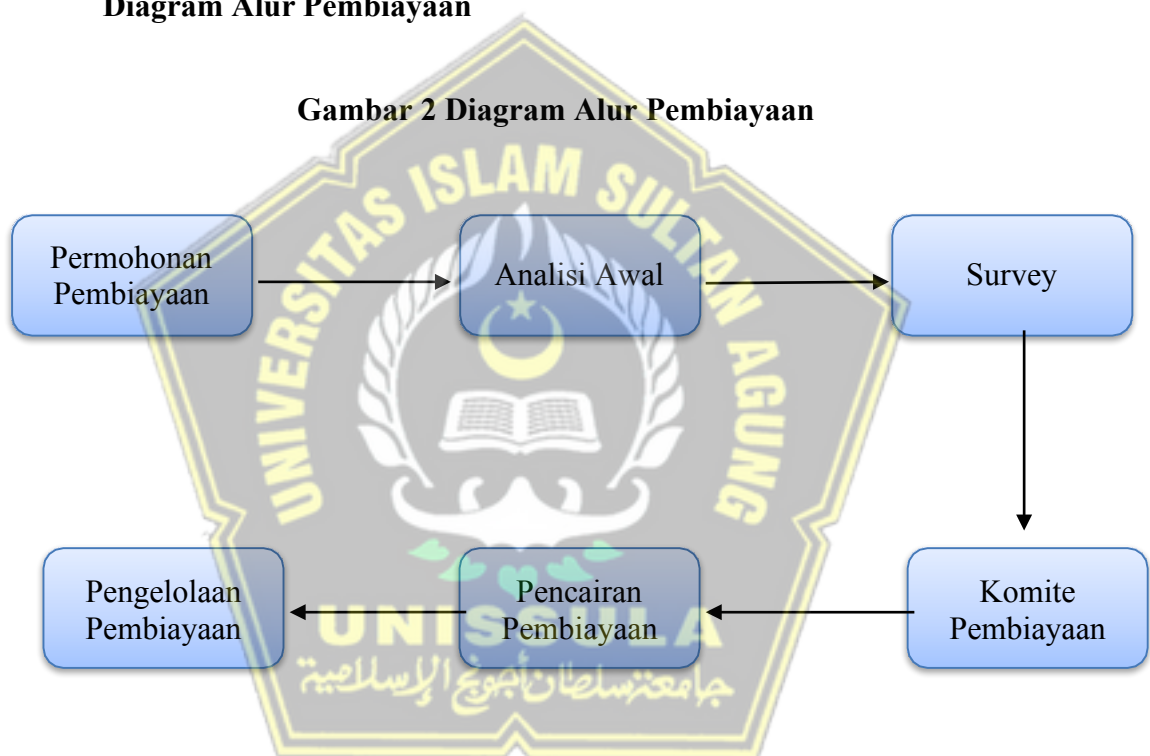 Diagram Alur Pembiayaan
Gambar 2 Diagram Alur Pembiayaan
UNIVERSITAS ISLAM SULTAN AGUNG
Permohonan
Pembiayaan
Analisi Awal
Survey
Komite
Pembiayaan
Pencairan
Pembiayaan
Pengelolaan
Pembiayaan
UNISSULA
جامعة سلطان أجونج الإسلامية